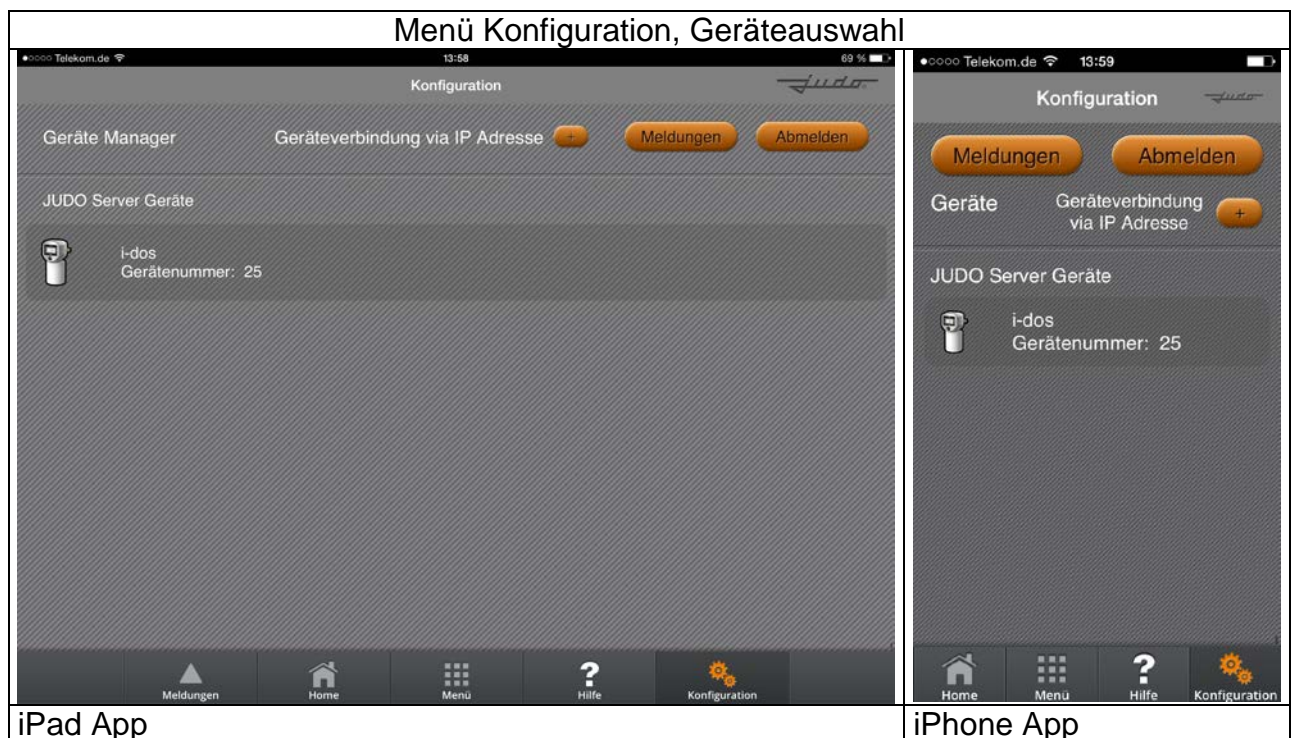 Menü Konfiguration, Geräteauswahl
Telekom.de 13:58 69 %
Konfiguration judo
Geräte Manager Geräteverbindung via IP Adresse + Meldungen Abmelden
JUDO Server Geräte
i-dos
Gerätenummer: 25
Meldungen Home Menü ? Hilfe Konfiguration
iPad App
Telekom.de 13:59
Konfiguration judo
Meldungen Abmelden
Geräte Geräteverbindung
via IP Adresse +
JUDO Server Geräte
i-dos
Gerätenummer: 25
Home Menü ? Hilfe Konfiguration
iPhone App